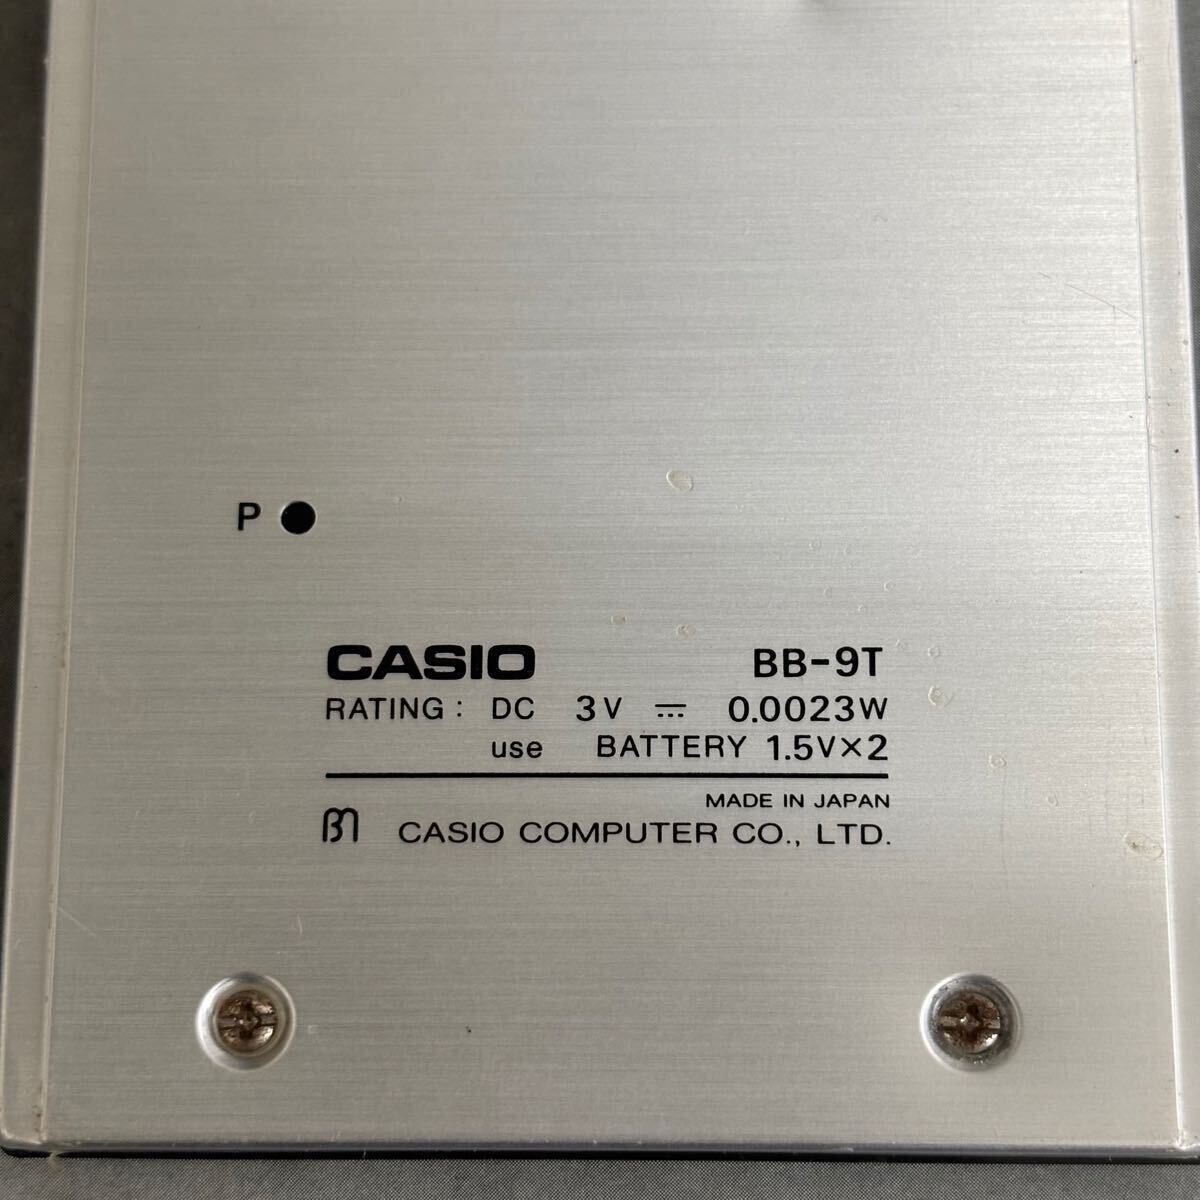 P
CASIO BB-9T
RATING: DC 3V ⎓ 0.0023W
use BATTERY 1.5V×2
MADE IN JAPAN
CASIO COMPUTER CO., LTD.